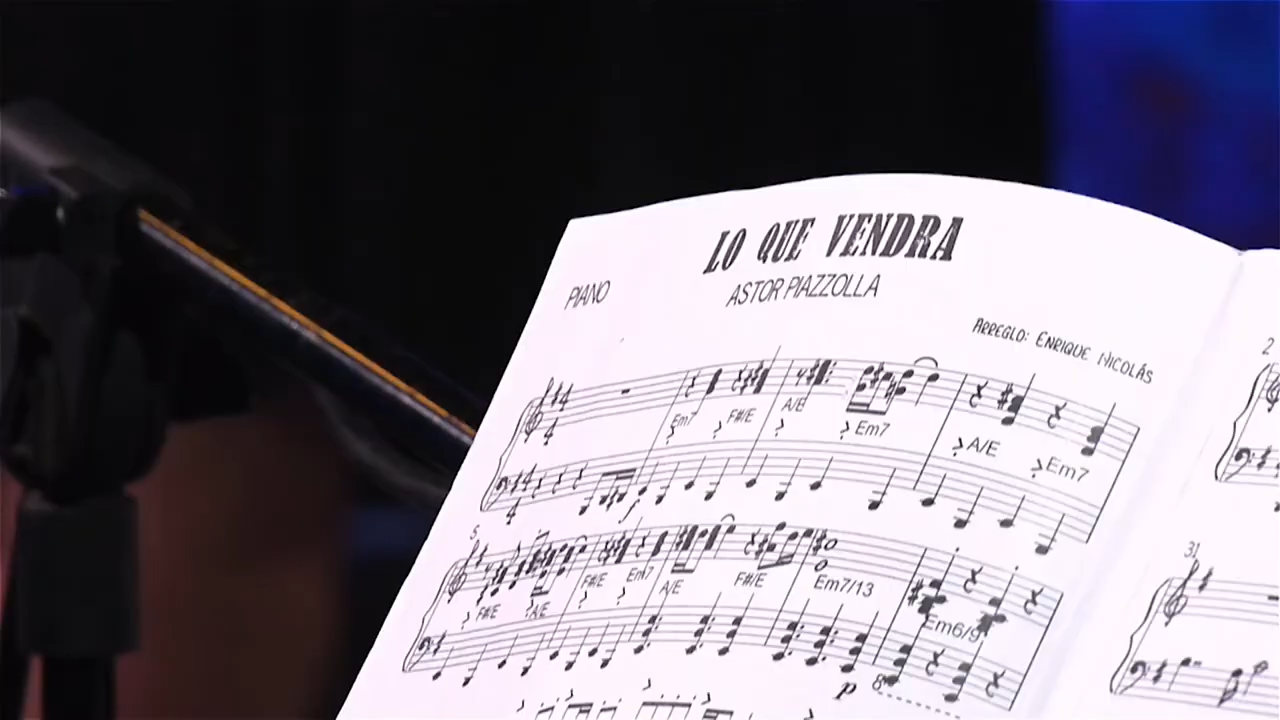 LO QUE VENDRA
PIANO
ASTOR PIAZZOLLA
ARREGLO: ENRIQUE NICOLÁS
2
Em7 F#/E A/E Em7 A/E Em7
5
F#/E A/E F#/E Em7 A/E F#/E Em7/13 Em6/9
p 8
31